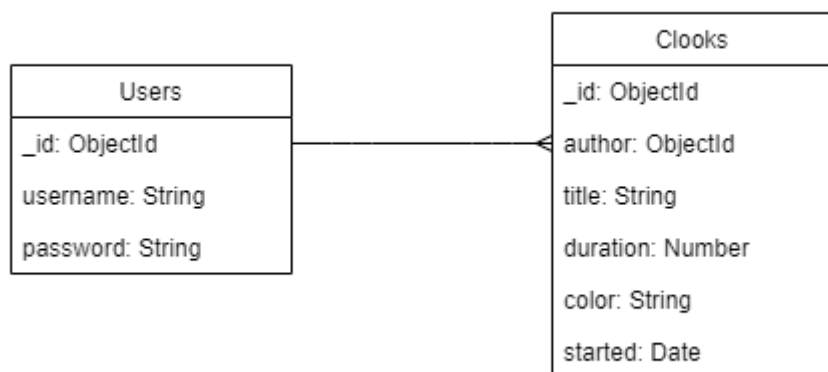 Users
_id: ObjectId
username: String
password: String
Clooks
_id: ObjectId
author: ObjectId
title: String
duration: Number
color: String
started: Date